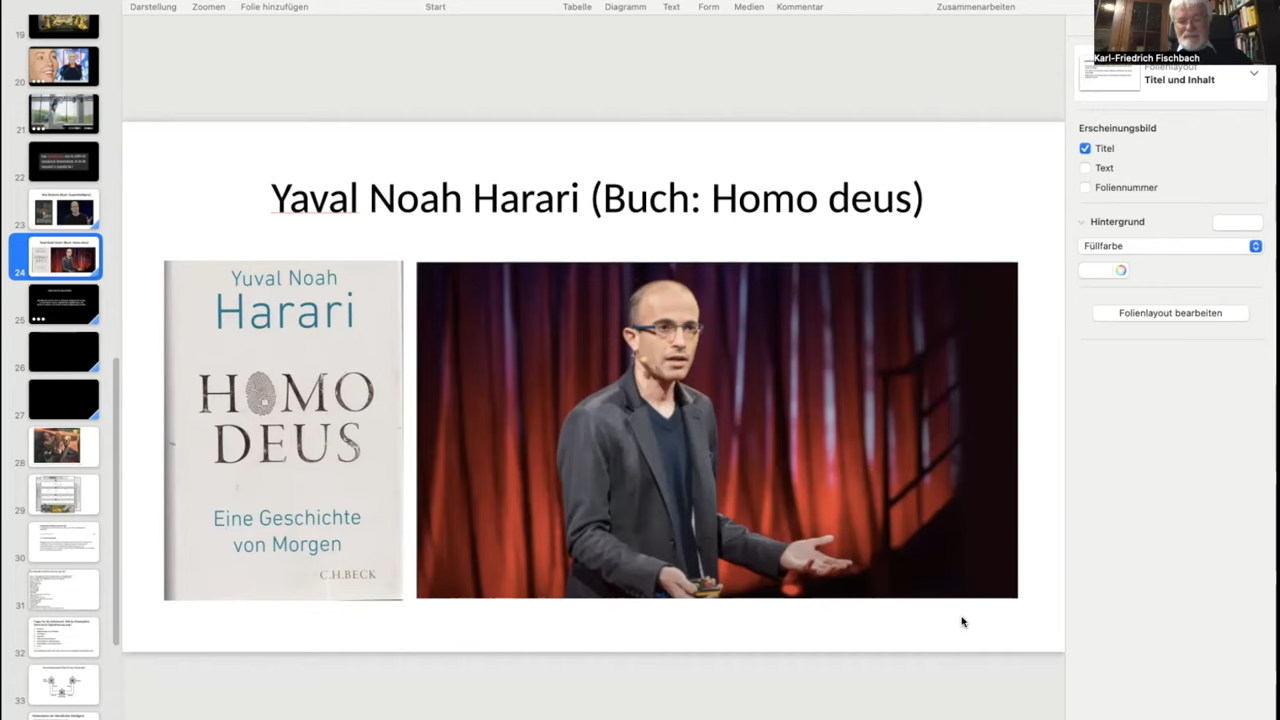 Darstellung Zoomen Folie hinzufügen Start Tabelle Diagramm Text Form Medien Kommentar Zusammenarbeiten
Karl-Friedrich Fischbach
Folienlayout
Titel und Inhalt
Erscheinungsbild
Titel
Text
Foliennummer
Hintergrund
Füllfarbe
Folienlayout bearbeiten
19
20
21
22
23
24
25
26
27
28
29
30
31
32
33
Yaval Noah Harari (Buch: Homo deus)
Yuval Noah
Harari
HOMO
DEUS
Eine Geschichte
von Morgen
C.H.BECK